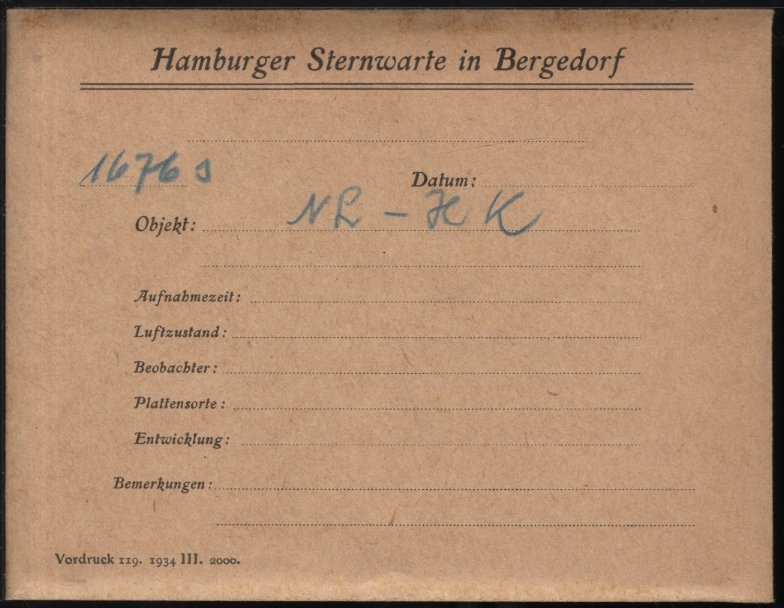 Hamburger Sternwarte in Bergedorf
1676 s
Datum:
Objekt: NL - H K
Aufnahmezeit:
Luftzustand:
Beobachter:
Plattensorte:
Entwicklung:
Bemerkungen:
Vordruck 119. 1934 III. 2000.